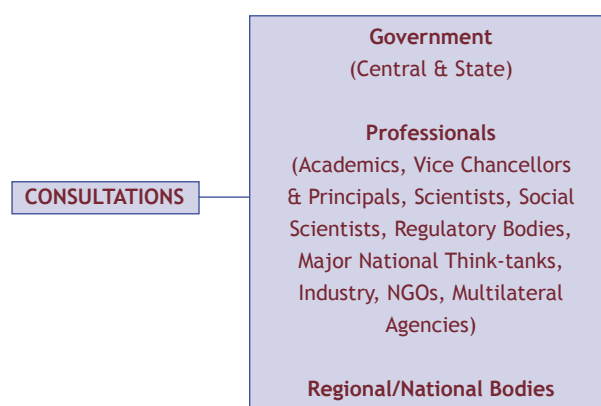 CONSULTATIONS
Government
(Central & State)
Professionals
(Academics, Vice Chancellors
& Principals, Scientists, Social
Scientists, Regulatory Bodies,
Major National Think-tanks,
Industry, NGOs, Multilateral
Agencies)
Regional/National Bodies